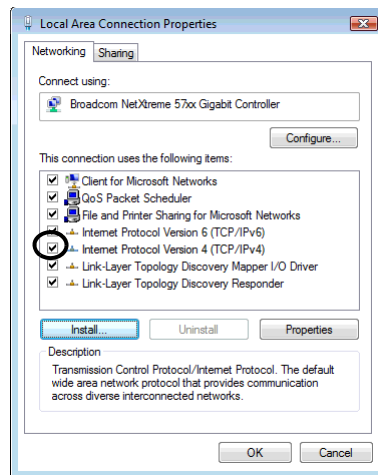 Local Area Connection Properties
Networking Sharing
Connect using:
Broadcom NetXtreme 57xx Gigabit Controller
Configure...
This connection uses the following items:
Client for Microsoft Networks
QoS Packet Scheduler
File and Printer Sharing for Microsoft Networks
Internet Protocol Version 6 (TCP/IPv6)
Internet Protocol Version 4 (TCP/IPv4)
Link-Layer Topology Discovery Mapper I/O Driver
Link-Layer Topology Discovery Responder
Install... Uninstall Properties
Description
Transmission Control Protocol/Internet Protocol. The default
wide area network protocol that provides communication
across diverse interconnected networks.
OK Cancel